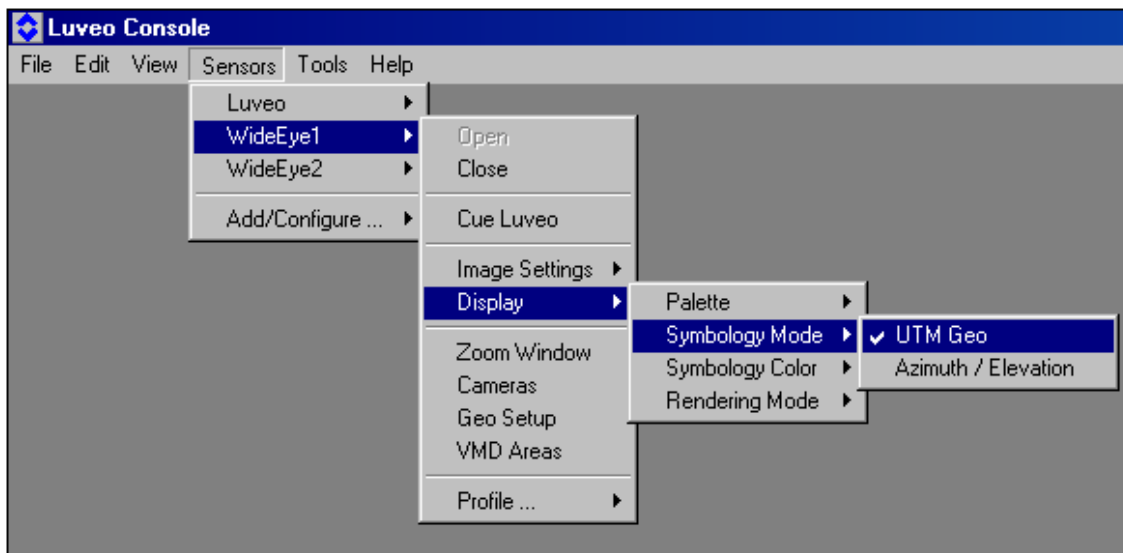 Luveo Console
File Edit View Sensors Tools Help
Luveo
WideEye1
WideEye2
Add/Configure ...
Open
Close
Cue Luveo
Image Settings
Display
Zoom Window
Cameras
Geo Setup
VMD Areas
Profile ...
Palette
Symbology Mode
Symbology Color
Rendering Mode
UTM Geo
Azimuth / Elevation